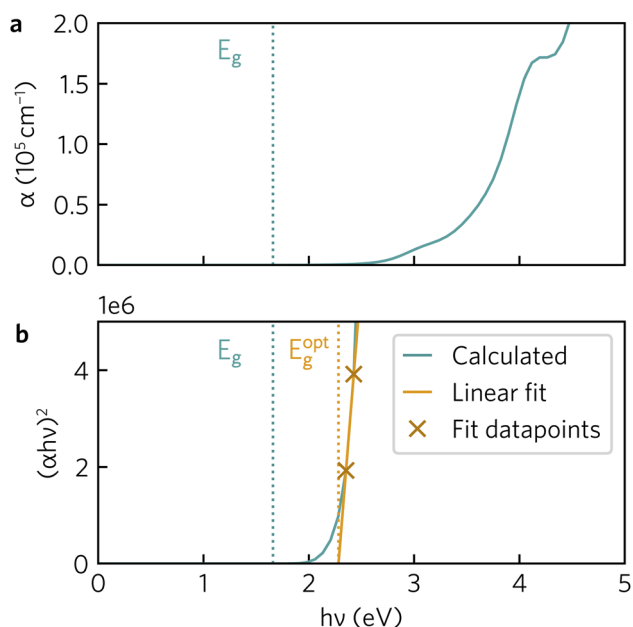 a
2.0
1.5
1.0
0.5
0.0
α (10⁵ cm⁻¹)
E_g
1e6
b
4
2
0
(αhν)²
E_g
E_g^opt
Calculated
Linear fit
Fit datapoints
0 1 2 3 4 5
hν (eV)